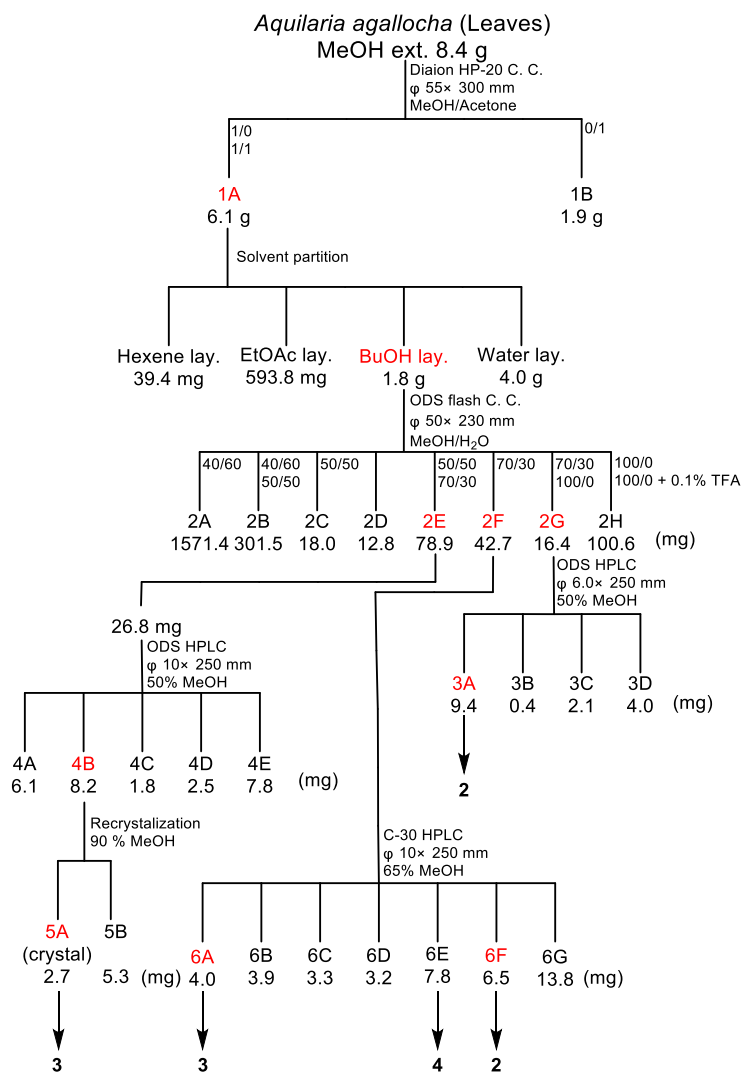 Aquilaria agallocha (Leaves)
MeOH ext. 8.4 g
Diaion HP-20 C. C.
φ 55× 300 mm
MeOH/Acetone
1/0
1/1
0/1
1A
6.1 g
1B
1.9 g
Solvent partition
Hexene lay.
39.4 mg
EtOAc lay.
593.8 mg
BuOH lay.
1.8 g
Water lay.
4.0 g
ODS flash C. C.
φ 50× 230 mm
MeOH/H₂O
40/60
40/60
50/50
50/50
50/50
70/30
70/30
70/30
100/0
100/0
100/0 + 0.1% TFA
2A 2B 2C 2D 2E 2F 2G 2H
1571.4 301.5 18.0 12.8 78.9 42.7 16.4 100.6 (mg)
ODS HPLC
φ 6.0× 250 mm
50% MeOH
26.8 mg
ODS HPLC
φ 10× 250 mm
50% MeOH
3A 3B 3C 3D
9.4 0.4 2.1 4.0 (mg)
2
4A 4B 4C 4D 4E
6.1 8.2 1.8 2.5 7.8 (mg)
Recrystalization
90 % MeOH
C-30 HPLC
φ 10× 250 mm
65% MeOH
5A 5B
(crystal)
2.7 5.3 (mg)
6A 6B 6C 6D 6E 6F 6G
4.0 3.9 3.3 3.2 7.8 6.5 13.8 (mg)
3 3 4 2